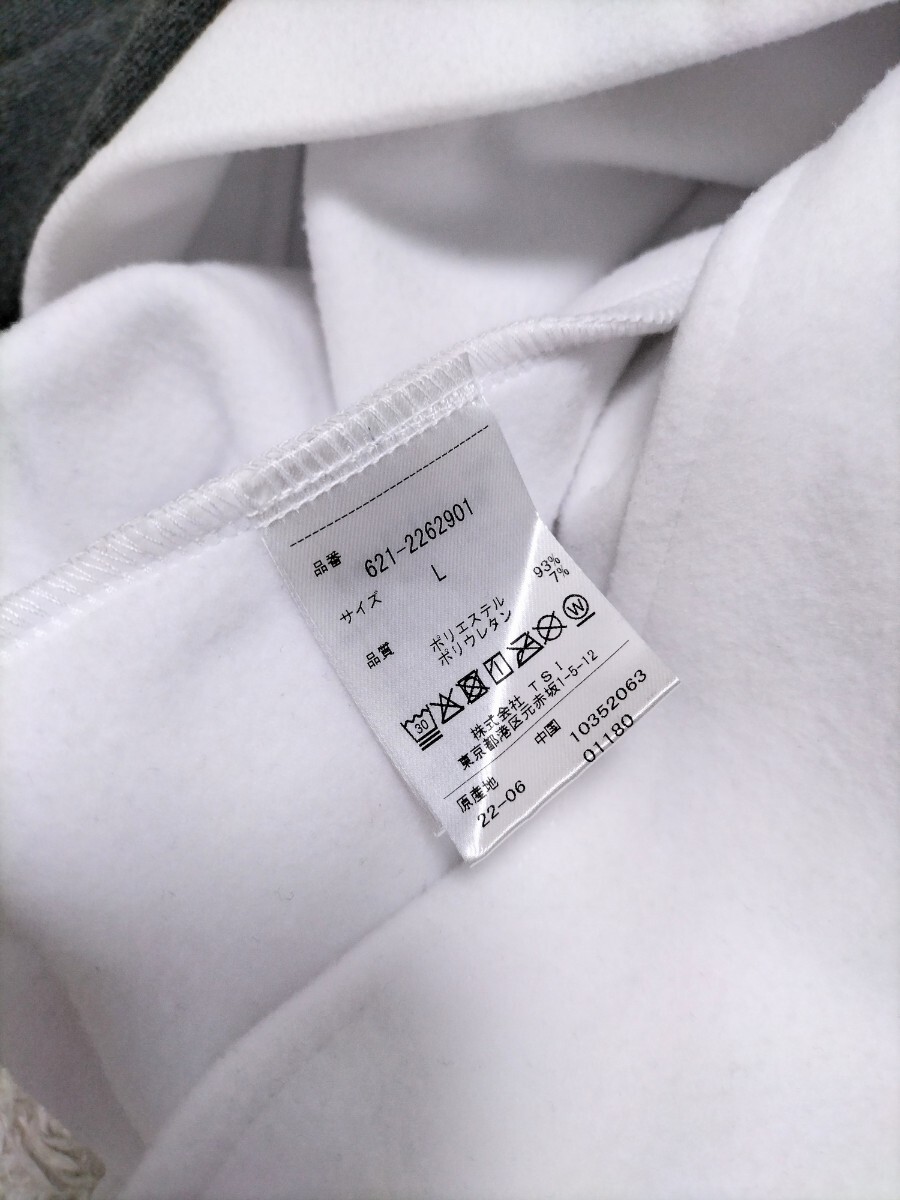 品番 621-2262901
サイズ L
品質 ポリエステル 93%
ポリウレタン 7%
30 W
株式会社 TSI
東京都港区元赤坂1-5-12
原産地 中国 10352063
22-06 01180